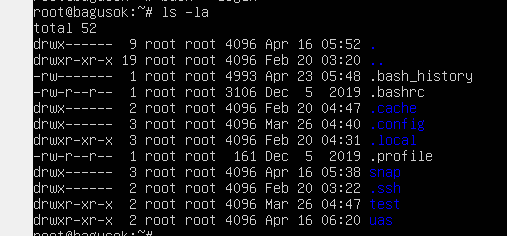 root@bagusok:~# ls -la
total 52
drwx------ 9 root root 4096 Apr 16 05:52 .
drwxr-xr-x 19 root root 4096 Feb 20 03:20 ..
-rw------- 1 root root 4993 Apr 23 05:48 .bash_history
-rw-r--r-- 1 root root 3106 Dec 5 2019 .bashrc
drwx------ 2 root root 4096 Feb 20 04:47 .cache
drwx------ 3 root root 4096 Mar 26 04:40 .config
drwxr-xr-x 3 root root 4096 Feb 20 04:31 .local
-rw-r--r-- 1 root root 161 Dec 5 2019 .profile
drwx------ 3 root root 4096 Apr 16 05:38 snap
drwx------ 2 root root 4096 Feb 20 03:22 .ssh
drwxr-xr-x 2 root root 4096 Mar 26 04:47 test
drwxr-xr-x 2 root root 4096 Apr 16 06:20 uas
root@bagusok:~#